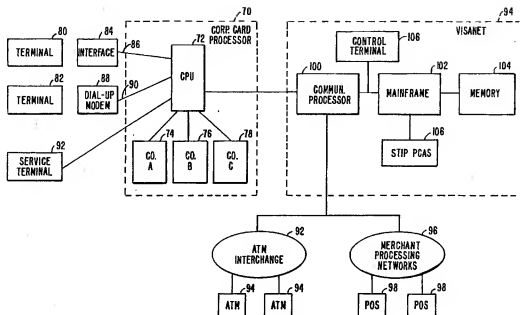 70
94
CORP. CARD
PROCESSOR
VISANET
80
84
86
72
106
TERMINAL
INTERFACE
CPU
CONTROL
TERMINAL
100
102
104
82
88
90
TERMINAL
DIAL-UP
MODEM
COMMUN.
PROCESSOR
MAINFRAME
MEMORY
92
74
76
78
106
SERVICE
TERMINAL
CO.
A
CO.
B
CO.
C
STIP PCAS
92
96
ATM
INTERCHANGE
MERCHANT
PROCESSING
NETWORKS
94
94
98
98
ATM
ATM
POS
POS